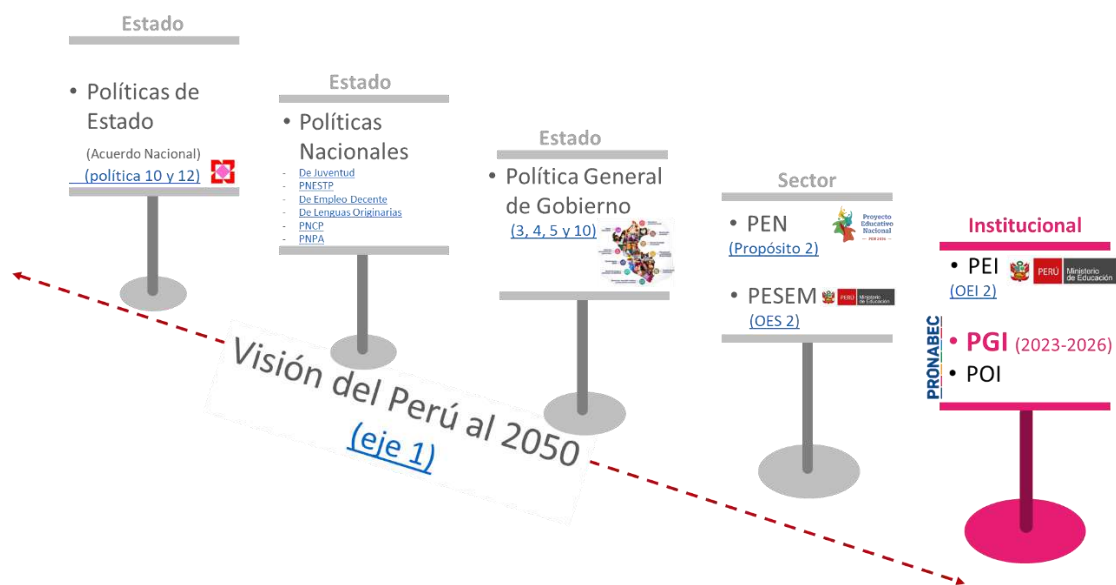 Estado
• Políticas de
Estado
(Acuerdo Nacional)
(política 10 y 12)
Estado
• Políticas
Nacionales
- De Juventud
- PNESTP
- De Empleo Decente
- De Lenguas Originarias
- PNCP
- PNPA
Estado
• Política General
de Gobierno
(3, 4, 5 y 10)
Sector
• PEN
(Propósito 2)
Proyecto
Educativo
Nacional
• PESEM
(OES 2)
PERÚ
Ministerio
de Educación
Institucional
• PEI
(OEI 2)
PERÚ
Ministerio
de Educación
PRONABEC
• PGI (2023-2026)
• POI
Visión del Perú al 2050
(eje 1)